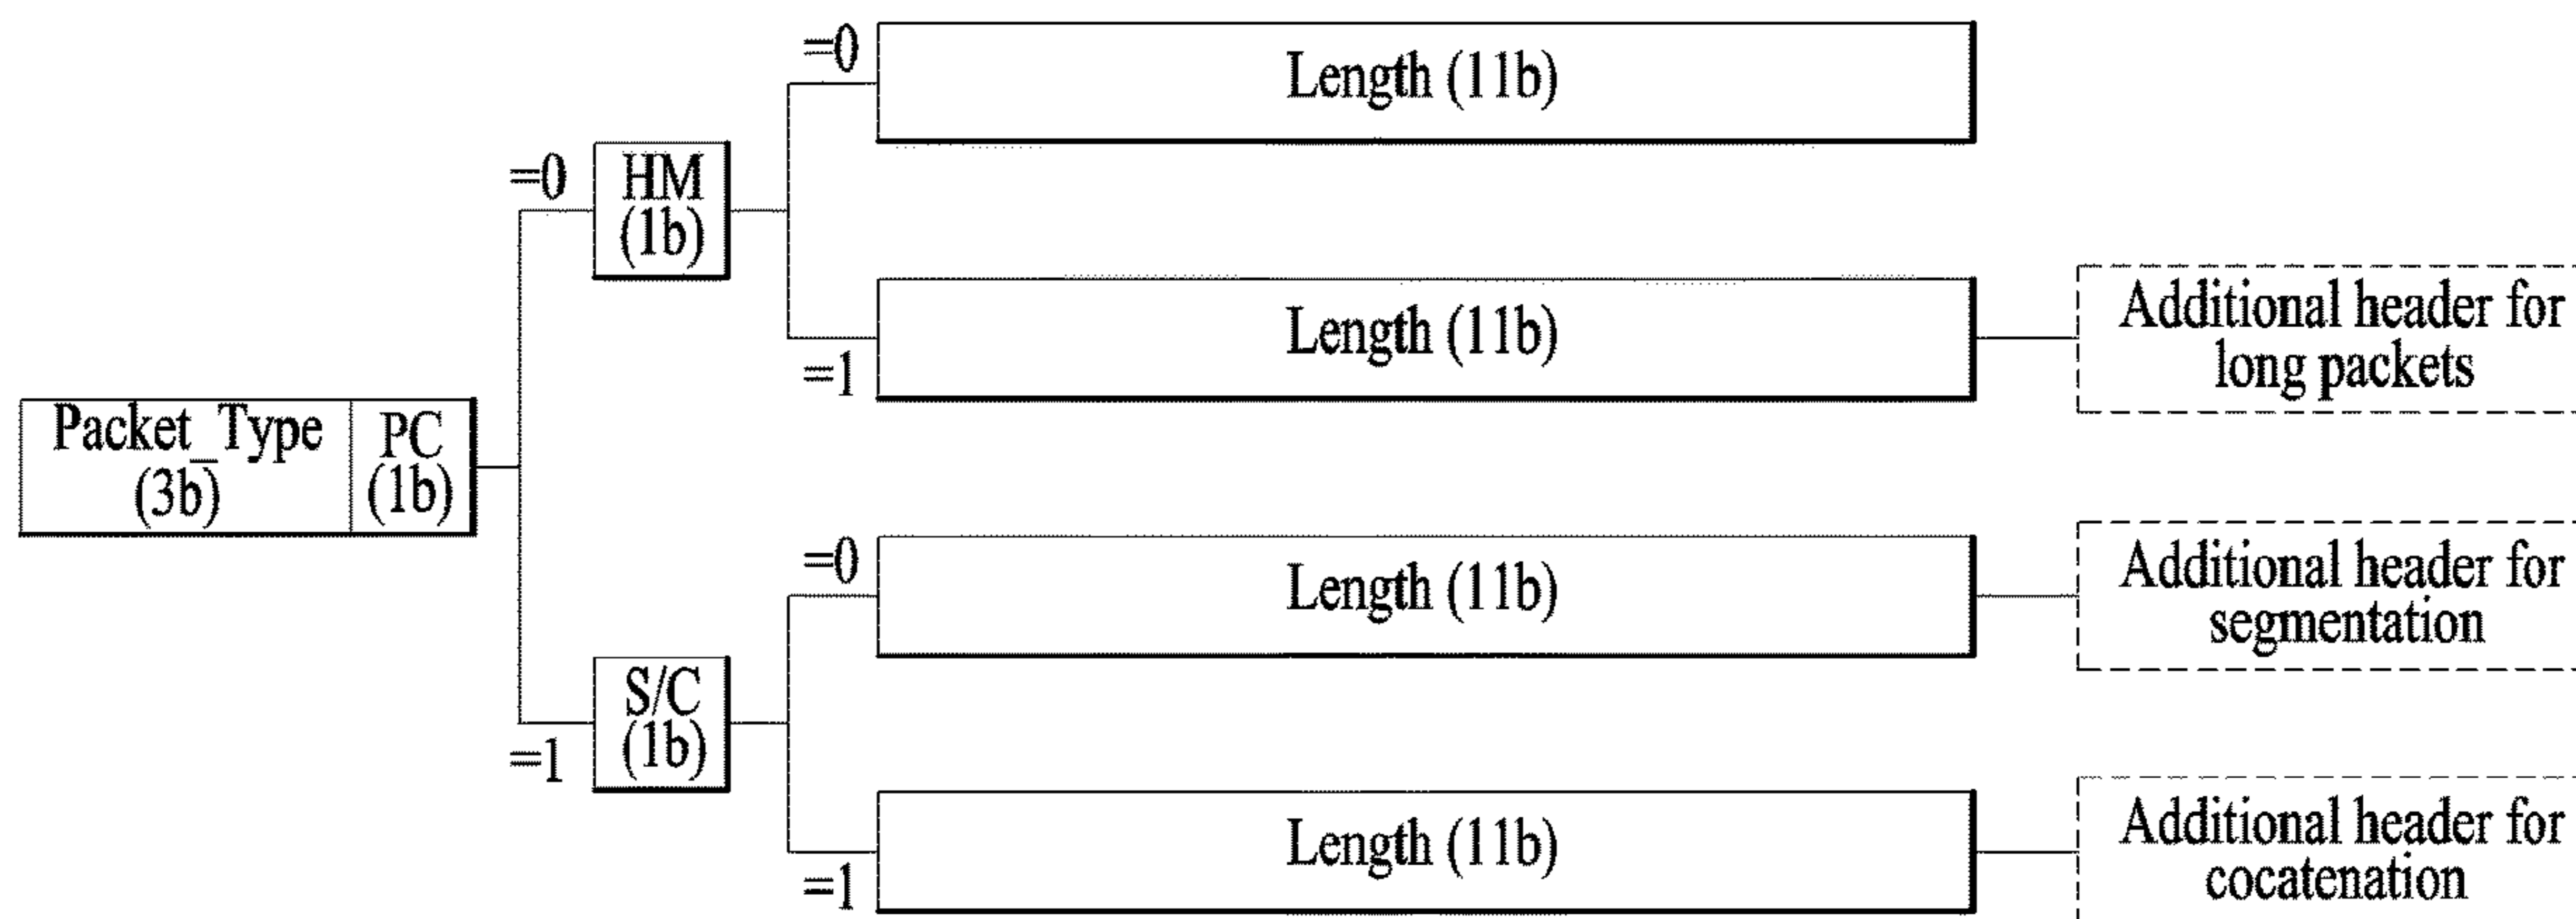 =0
Length (11b)
=0
HM
(1b)
=1
Length (11b)
Additional header for
long packets
Packet_Type
(3b)
PC
(1b)
=1
S/C
(1b)
=0
Length (11b)
Additional header for
segmentation
=1
Length (11b)
Additional header for
cocatenation